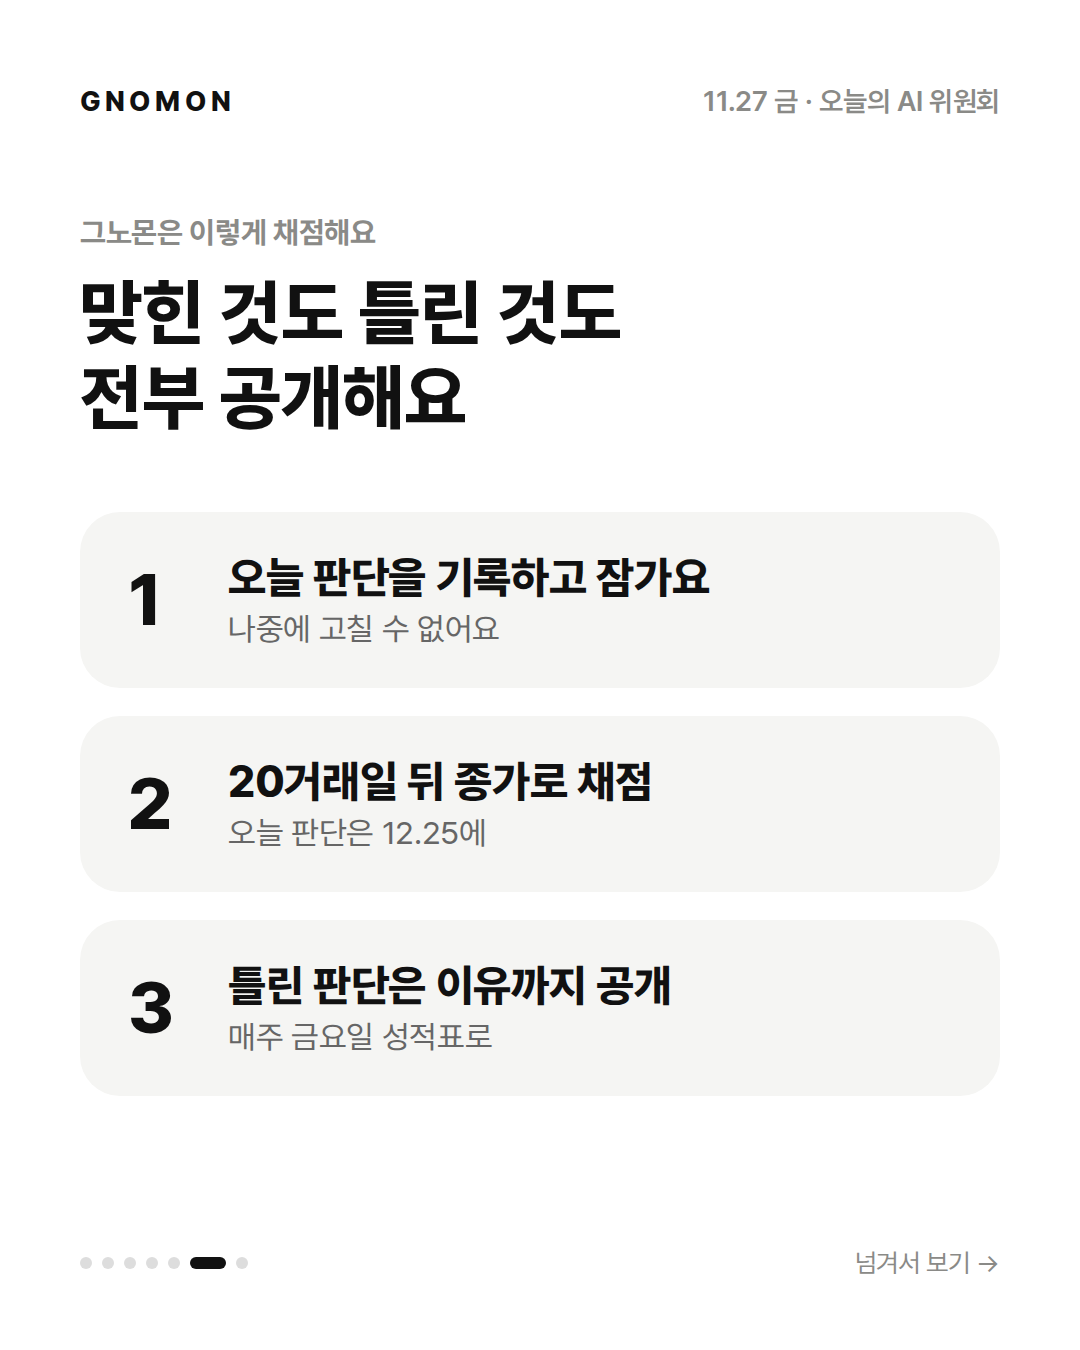 GNOMON
11.27 금 · 오늘의 AI 위원회
그노몬은 이렇게 채점해요
맞힌 것도 틀린 것도
전부 공개해요
1
오늘 판단을 기록하고 잠가요
나중에 고칠 수 없어요
2
20거래일 뒤 종가로 채점
오늘 판단은 12.25에
3
틀린 판단은 이유까지 공개
매주 금요일 성적표로
넘겨서 보기 →